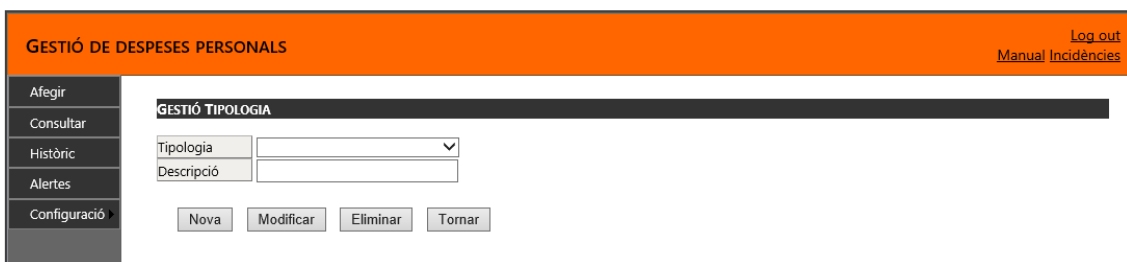 GESTIÓ DE DESPESES PERSONALS
Log out
Manual Incidències
Afegir
Consultar
Històric
Alertes
Configuració
GESTIÓ TIPOLOGIA
Tipologia
Descripció
Nova Modificar Eliminar Tornar